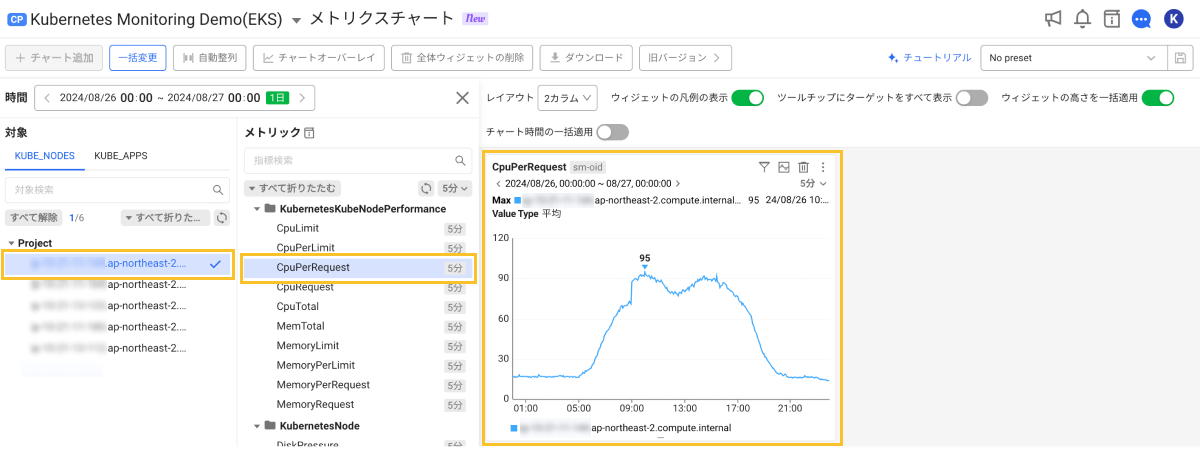 CP Kubernetes Monitoring Demo(EKS) メトリクスチャート New
K
チャート追加 一括変更 自動整列 チャートオーバーレイ 全体ウィジェットの削除 ダウンロード 旧バージョン チュートリアル No preset
時間 2024/08/26 00:00 ~ 2024/08/27 00:00 1日
レイアウト 2カラム ウィジェットの凡例の表示 ツールチップにターゲットをすべて表示 ウィジェットの高さを一括適用
チャート時間の一括適用
対象
KUBE_NODES KUBE_APPS
対象検索
すべて解除 1/6 すべて折りた...
Project
.ap-northeast-2....
ap-northeast-2....
ap-northeast-2....
ap-northeast-2....
ap-northeast-2....
メトリック
指標検索
すべて折りたたむ 5分
KubernetesKubeNodePerformance
CpuLimit 5分
CpuPerLimit 5分
CpuPerRequest 5分
CpuRequest 5分
CpuTotal 5分
MemTotal 5分
MemoryLimit 5分
MemoryPerLimit 5分
MemoryPerRequest 5分
MemoryRequest 5分
KubernetesNode
DiskPressure 5分
CpuPerRequest sm-oid
2024/08/26, 00:00:00 ~ 08/27, 00:00:00 5分
Max ap-northeast-2.compute.internal... 95 24/08/26 10:...
Value Type 平均
120
95
90
60
30
0
01:00 05:00 09:00 13:00 17:00 21:00
ap-northeast-2.compute.internal